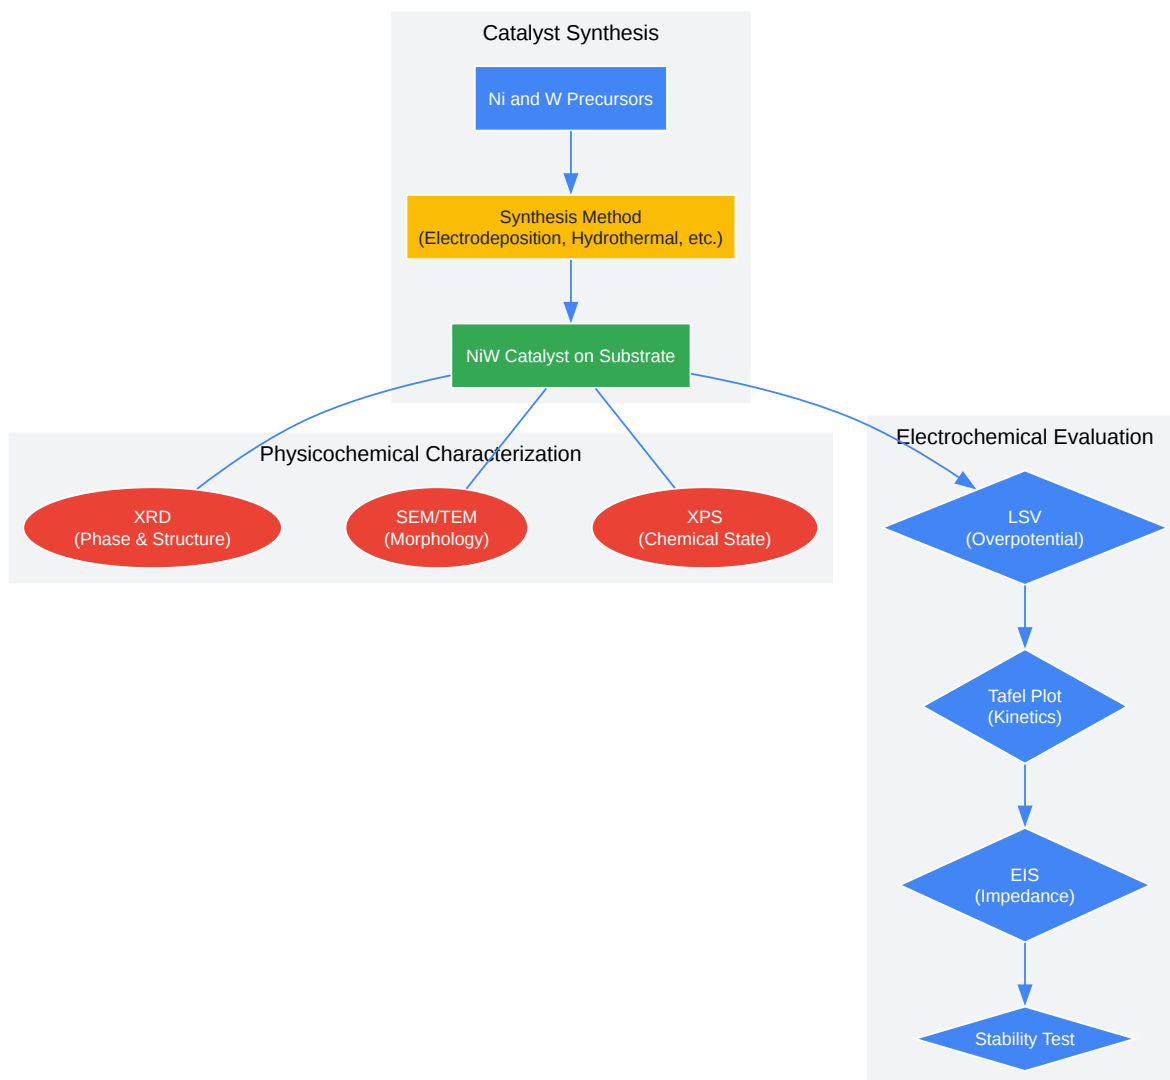 Catalyst Synthesis
Ni and W Precursors
Synthesis Method
(Electrodeposition, Hydrothermal, etc.)
NiW Catalyst on Substrate
Physicochemical Characterization
XRD
(Phase & Structure)
SEM/TEM
(Morphology)
XPS
(Chemical State)
Electrochemical Evaluation
LSV
(Overpotential)
Tafel Plot
(Kinetics)
EIS
(Impedance)
Stability Test